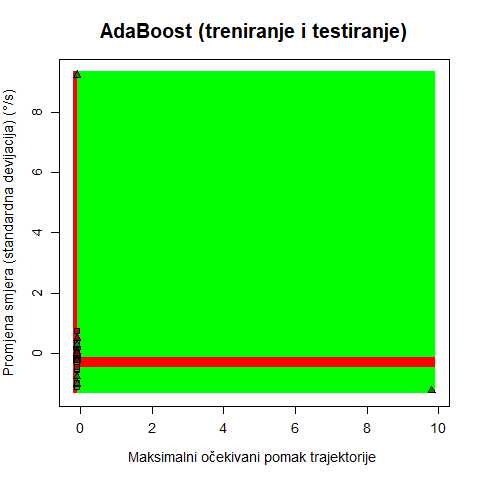 AdaBoost (treniranje i testiranje)
Promjena smjera (standardna devijacija) (°/s)
8
6
4
2
0
0 2 4 6 8 10
Maksimalni očekivani pomak trajektorije